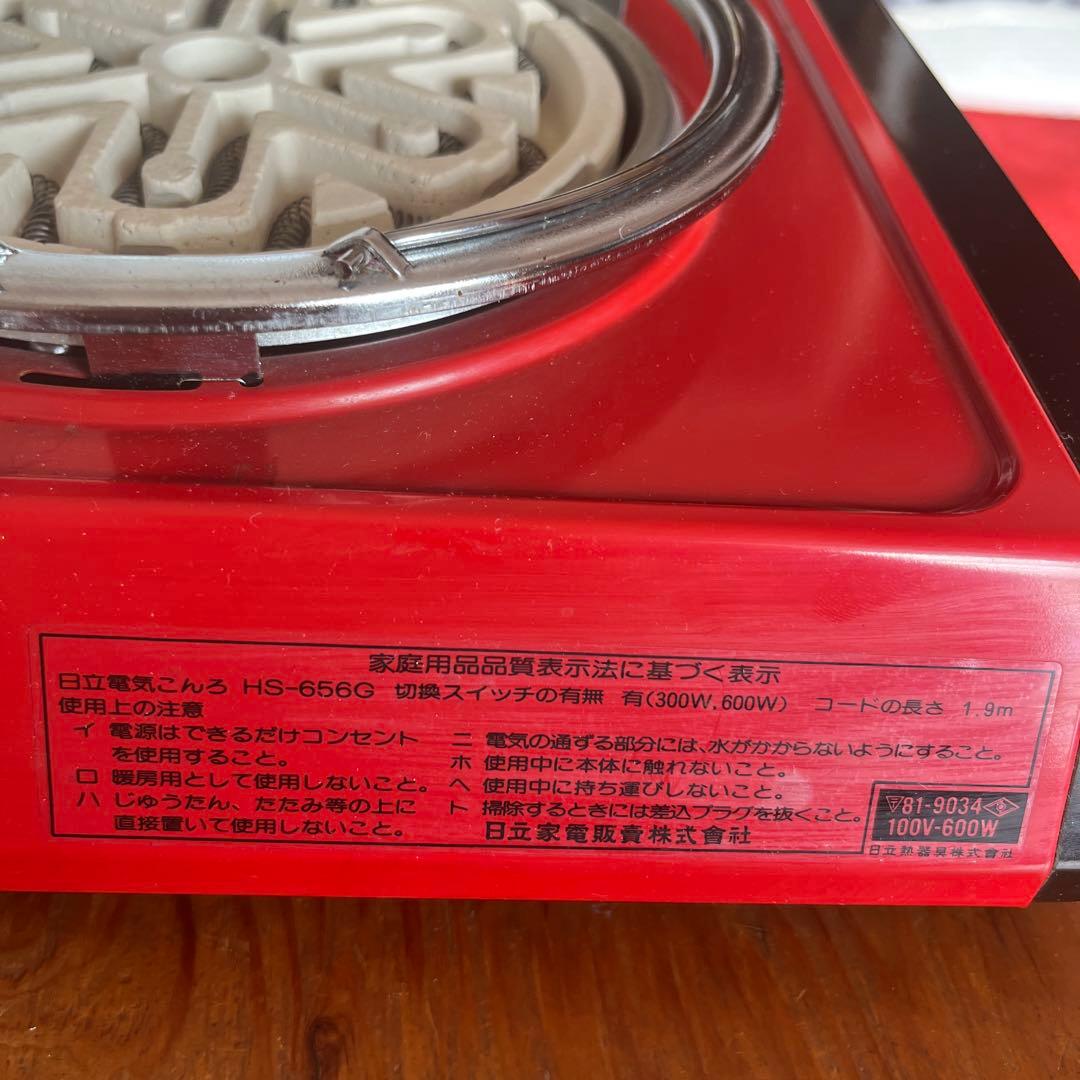 家庭用品品質表示法に基づく表示
日立電気こんろ HS-656G 切換スイッチの有無 有(300W,600W) コードの長さ 1.9m
使用上の注意
イ 電源はできるだけコンセント
を使用すること。
ロ 暖房用として使用しないこと。
ハ じゅうたん、たたみ等の上に
直接置いて使用しないこと。
ニ 電気の通ずる部分には、水がかからないようにすること。
ホ 使用中に本体に触れないこと。
ヘ 使用中に持ち運びしないこと。
ト 掃除するときには差込プラグを抜くこと。
日立家電販賣株式會社
81-9034
100V-600W
日立熱器具株式會社